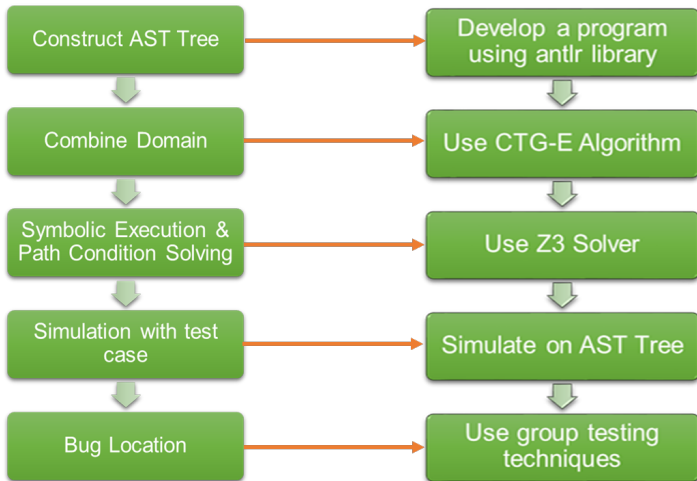 Construct AST Tree
Develop a program
using antlr library
Combine Domain
Use CTG-E Algorithm
Symbolic Execution &
Path Condition Solving
Use Z3 Solver
Simulation with test
case
Simulate on AST Tree
Bug Location
Use group testing
techniques